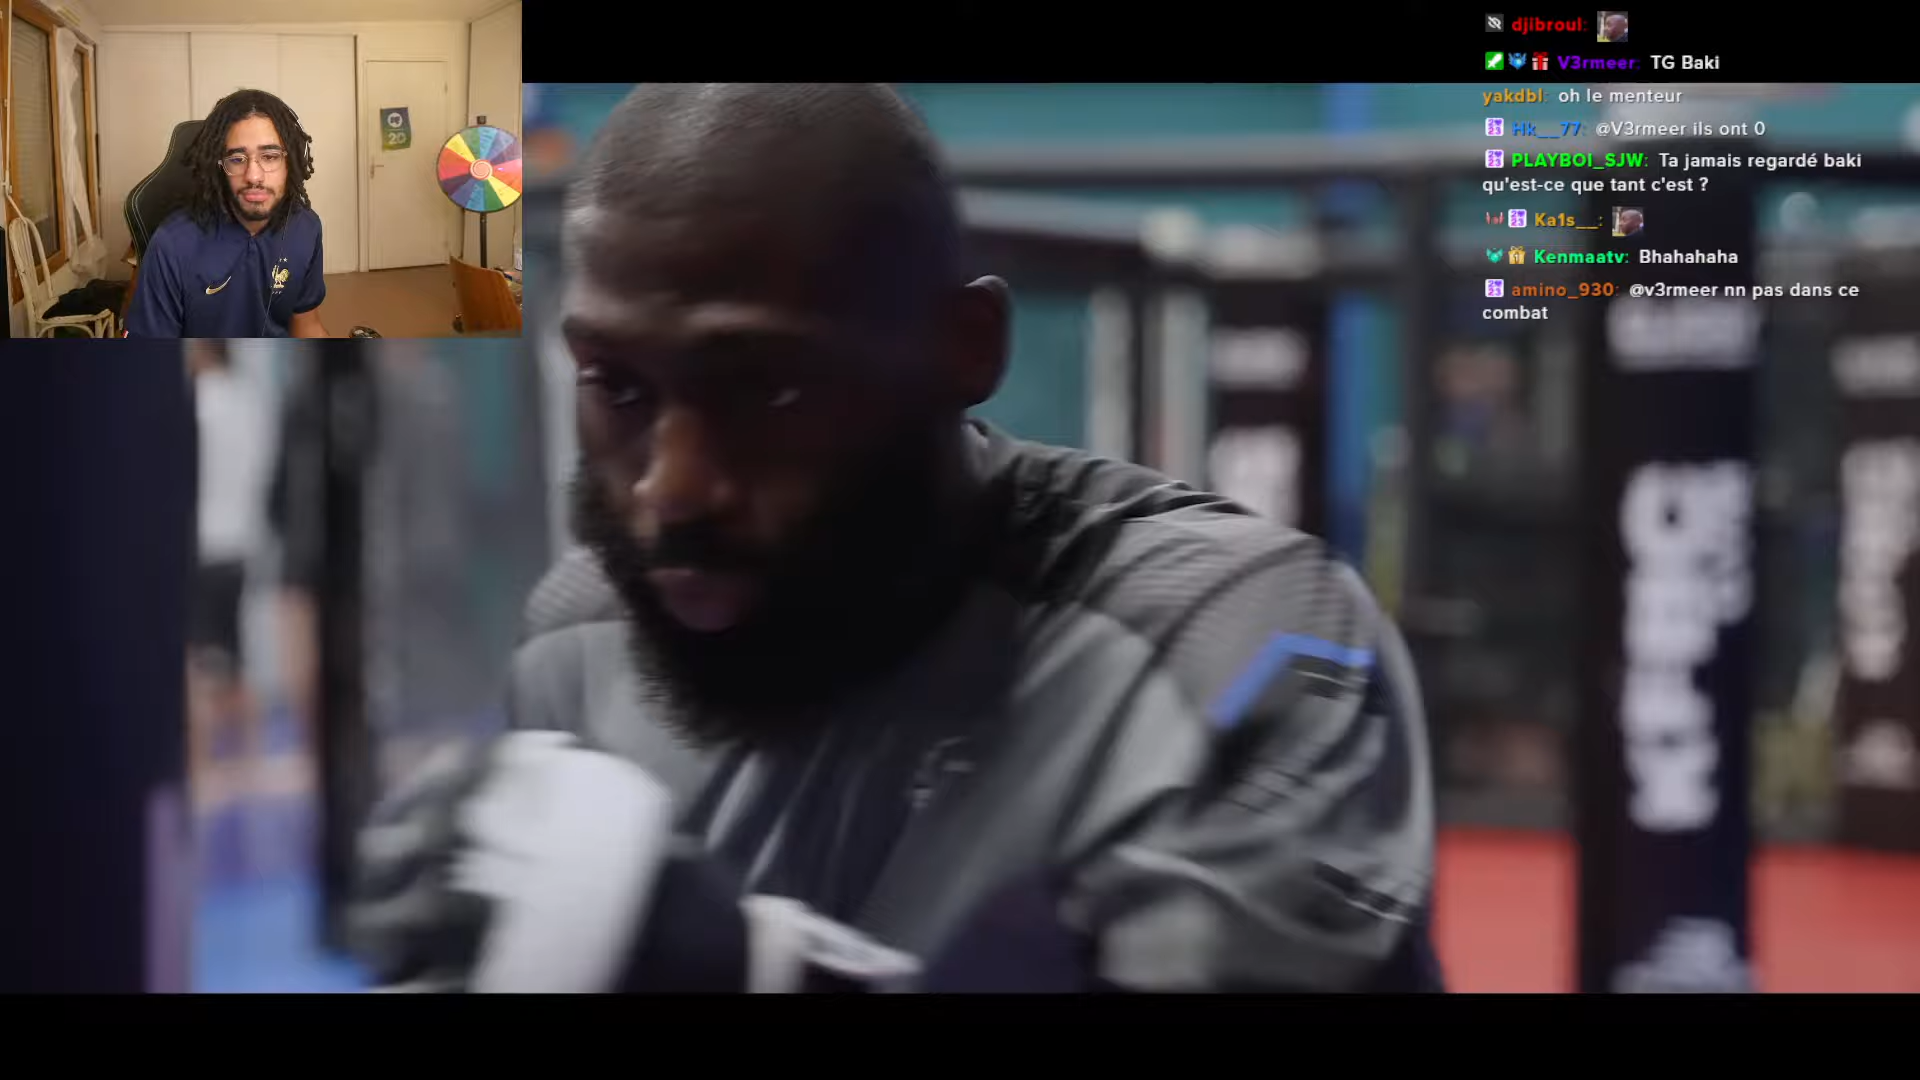 djibroul:
V3rmeer: TG Baki
yakdbl: oh le menteur
Hk__77: @V3rmeer ils ont 0
PLAYBOI_SJW: Ta jamais regardé baki
qu'est-ce que tant c'est ?
Ka1s__:
Kenmaatv: Bhahahaha
amino_930: @v3rmeer nn pas dans ce
combat
20